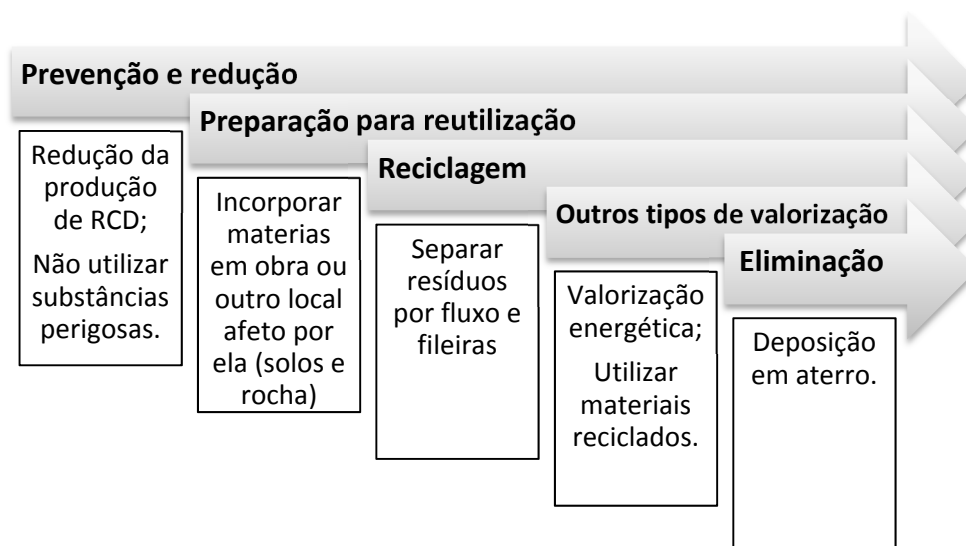 Prevenção e redução
Redução da
produção
de RCD;
Não utilizar
substâncias
perigosas.
Preparação para reutilização
Incorporar
materias
em obra ou
outro local
afeto por
ela (solos e
rocha)
Reciclagem
Separar
resíduos
por fluxo e
fileiras
Outros tipos de valorização
Valorização
energética;
Utilizar
materiais
reciclados.
Eliminação
Deposição
em aterro.